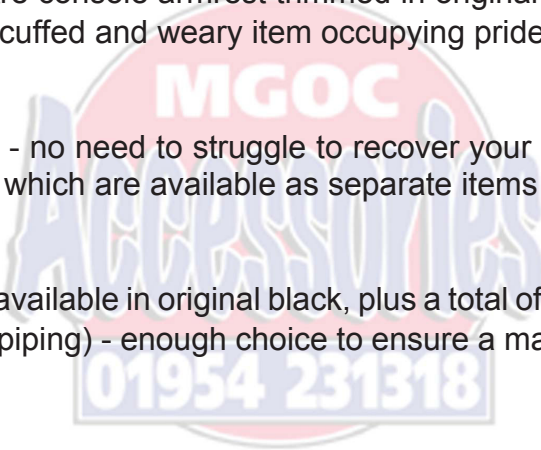 console armrest trimmed in original
cuffed and weary item occupying pride
MGOC
- no need to struggle to recover your
which are available as separate items
Accessories
available in original black, plus a total of
piping) - enough choice to ensure a ma
01954 231318